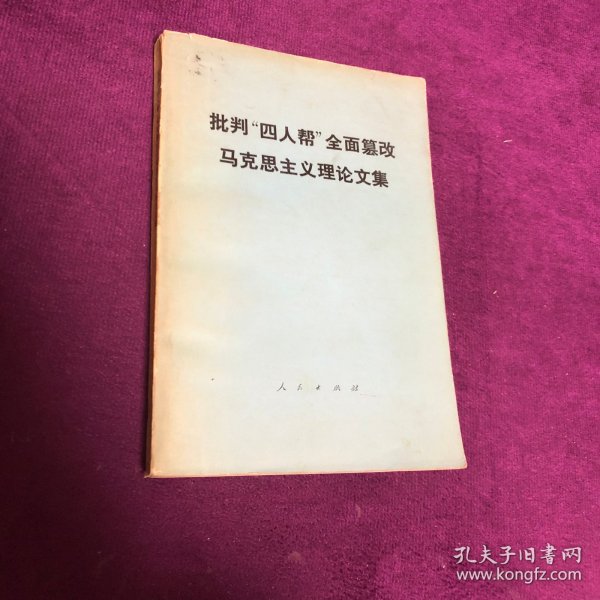 批判“四人帮”全面篡改
马克思主义理论文集
人民出版社
孔夫子旧书网
www.kongfz.com